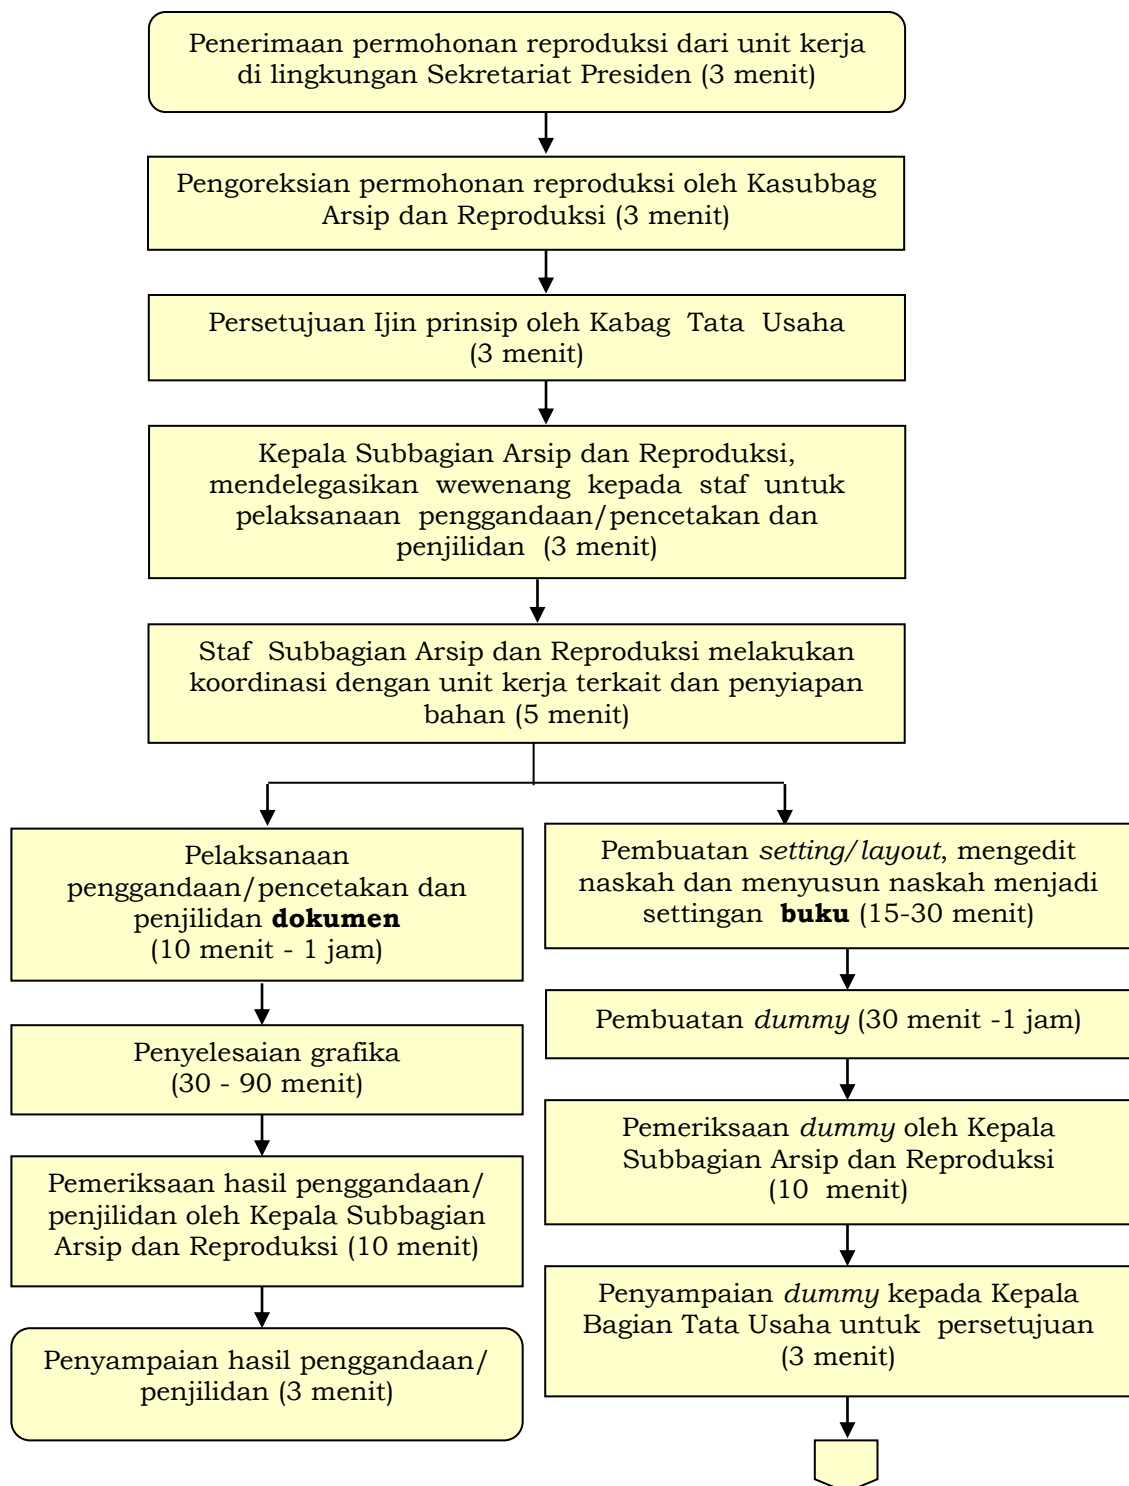 Penerimaan permohonan reproduksi dari unit kerja
di lingkungan Sekretariat Presiden (3 menit)
Pengoreksian permohonan reproduksi oleh Kasubbag
Arsip dan Reproduksi (3 menit)
Persetujuan Ijin prinsip oleh Kabag Tata Usaha
(3 menit)
Kepala Subbagian Arsip dan Reproduksi,
mendelegasikan wewenang kepada staf untuk
pelaksanaan penggandaan/pencetakan dan
penjilidan (3 menit)
Staf Subbagian Arsip dan Reproduksi melakukan
koordinasi dengan unit kerja terkait dan penyiapan
bahan (5 menit)
Pelaksanaan
penggandaan/pencetakan dan
penjilidan dokumen
(10 menit - 1 jam)
Penyelesaian grafika
(30 - 90 menit)
Pemeriksaan hasil penggandaan/
penjilidan oleh Kepala Subbagian
Arsip dan Reproduksi (10 menit)
Penyampaian hasil penggandaan/
penjilidan (3 menit)
Pembuatan setting/layout, mengedit
naskah dan menyusun naskah menjadi
settingan buku (15-30 menit)
Pembuatan dummy (30 menit -1 jam)
Pemeriksaan dummy oleh Kepala
Subbagian Arsip dan Reproduksi
(10 menit)
Penyampaian dummy kepada Kepala
Bagian Tata Usaha untuk persetujuan
(3 menit)